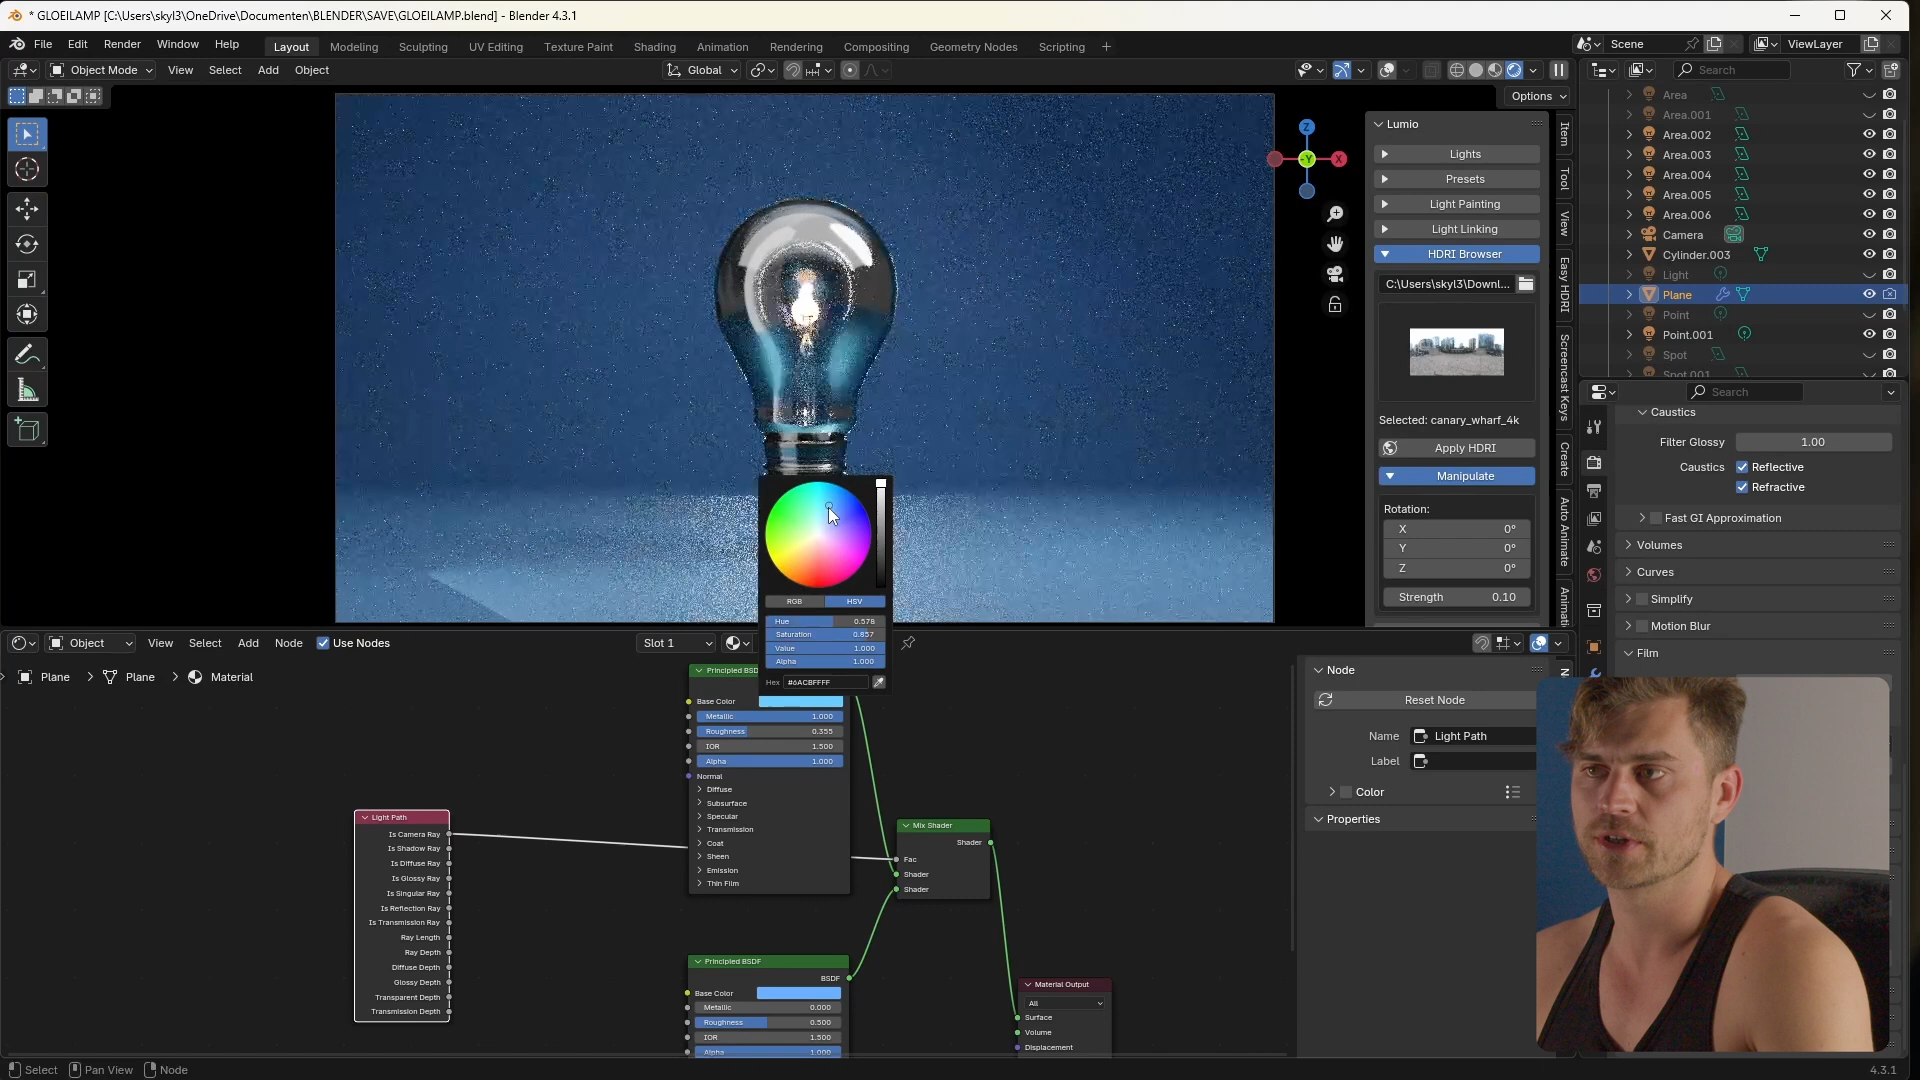 * GLOEILAMP [C:\Users\skyl3\OneDrive\Documenten\BLENDER\SAVE\GLOEILAMP.blend] - Blender 4.3.1
File Edit Render Window Help Layout Modeling Sculpting UV Editing Texture Paint Shading Animation Rendering Compositing Geometry Nodes Scripting + Scene ViewLayer
Object Mode View Select Add Object Global Search
Options
Z
Y
X
Lumio
Lights
Presets
Light Painting
Light Linking
HDRI Browser
C:\Users\skyl3\Downl...
Selected: canary_wharf_4k
Apply HDRI
Manipulate
Rotation:
X 0°
Y 0°
Z 0°
Strength 0.10
Item
Tool
View
Easy HDRI
Screencast Keys
Create
Auto Animate
Area
Area.001
Area.002
Area.003
Area.004
Area.005
Area.006
Camera
Cylinder.003
Light
Plane
Point
Point.001
Spot
Spot.001
Search
Caustics
Filter Glossy 1.00
Caustics Reflective
Refractive
Fast GI Approximation
Volumes
Curves
Simplify
Motion Blur
Film
RGB HSV
Hue 0.578
Saturation 0.857
Value 1.000
Alpha 1.000
Hex #6ACBFFFF
Object View Select Add Node Use Nodes Slot 1
Plane Plane Material
Light Path
Is Camera Ray
Is Shadow Ray
Is Diffuse Ray
Is Glossy Ray
Is Singular Ray
Is Reflection Ray
Is Transmission Ray
Ray Length
Ray Depth
Diffuse Depth
Glossy Depth
Transparent Depth
Transmission Depth
Principled BSD
Base Color
Metallic 1.000
Roughness 0.355
IOR 1.500
Alpha 1.000
Normal
Diffuse
Subsurface
Specular
Transmission
Coat
Sheen
Emission
Thin Film
Mix Shader
Shader
Fac
Shader
Shader
Principled BSDF
BSDF
Base Color
Metallic 0.000
Roughness 0.500
IOR 1.500
Alpha 1.000
Material Output
All
Surface
Volume
Displacement
Node
Reset Node
Name Light Path
Label
Color
Properties
Select Pan View Node 4.3.1